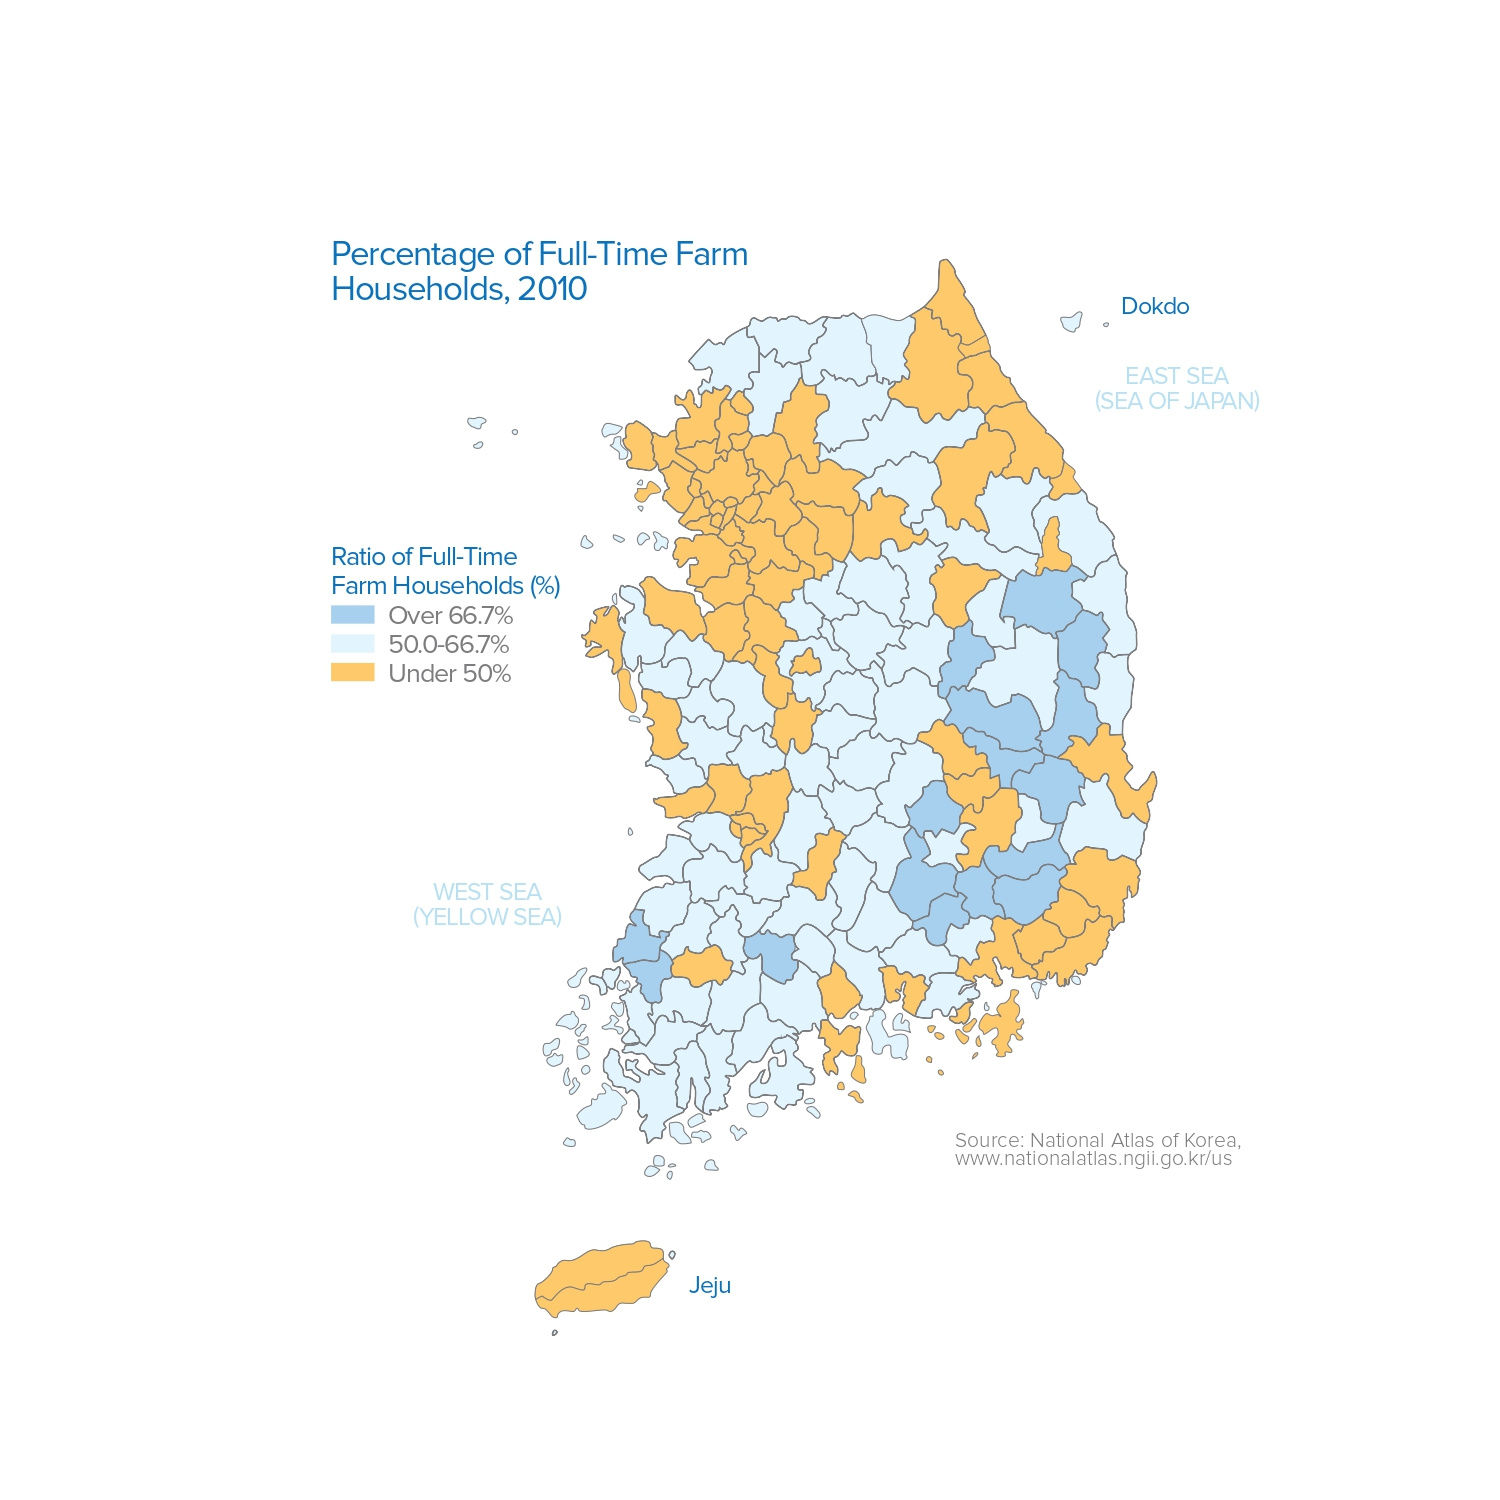 Percentage of Full-Time Farm
Households, 2010
Dokdo
EAST SEA
(SEA OF JAPAN)
Ratio of Full-Time
Farm Households (%)
Over 66.7%
50.0-66.7%
Under 50%
WEST SEA
(YELLOW SEA)
Source: National Atlas of Korea,
www.nationalatlas.ngii.go.kr/us
Jeju